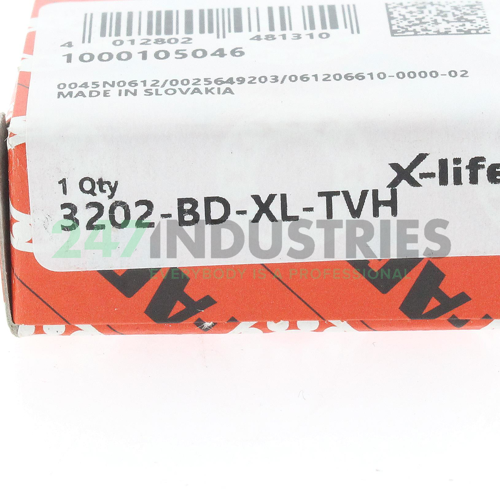 4 012802 481310
1000105046
0045N0612/0025649203/061206610-0000-02
MADE IN SLOVAKIA
X-life
1 Qty
3202-BD-XL-TVH
247INDUSTRIES
EVERYBODY IS A PROFESSIONAL